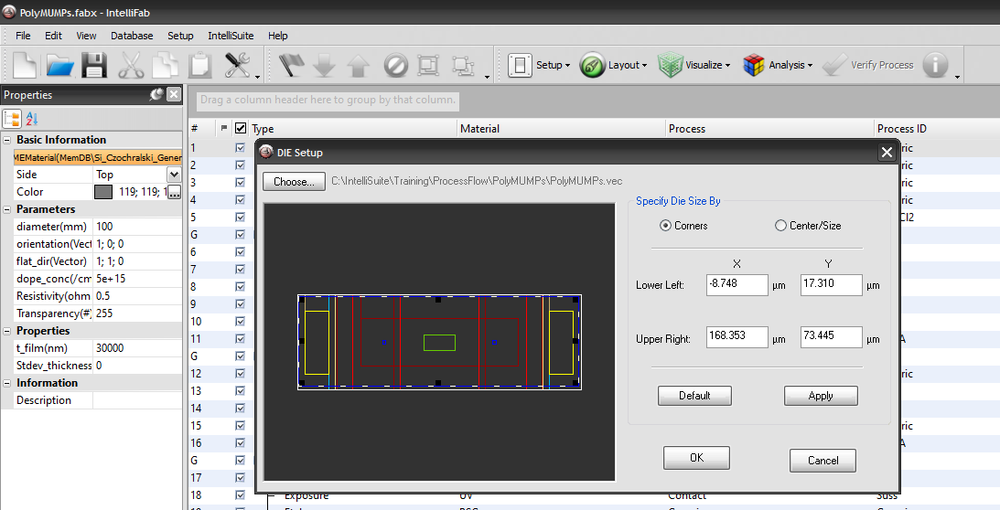 PolyMUMPs.fabx - IntelliFab
File Edit View Database Setup IntelliSuite Help
Setup Layout Visualize Analysis Verify Process
Properties
Drag a column header here to group by that column.
# Type Material Process Process ID
Basic Information
MEMaterial(MemDB\Si_Czochralski_Gener
Side Top
Color 119; 119; 1...
Parameters
diameter(mm) 100
orientation(Vect 1; 0; 0
flat_dir(Vector) 1; 1; 0
dope_conc(/cm 5e+15
Resistivity(ohm 0.5
Transparency(#) 255
Properties
t_film(nm) 30000
Stdev_thickness 0
Information
Description
1 ric
2 ric
3 ric
4 ric
5 Cl2
G
6
7
8
9
10
11 A
G
12 ric
13
14
15 ric
16 A
G
17
18 Exposure UV Contact Suss
DIE Setup
Choose... C:\IntelliSuite\Training\ProcessFlow\PolyMUMPs\PolyMUMPs.vec
Specify Die Size By
Corners Center/Size
X Y
Lower Left: -8.748 µm 17.310 µm
Upper Right: 168.353 µm 73.445 µm
Default Apply
OK Cancel